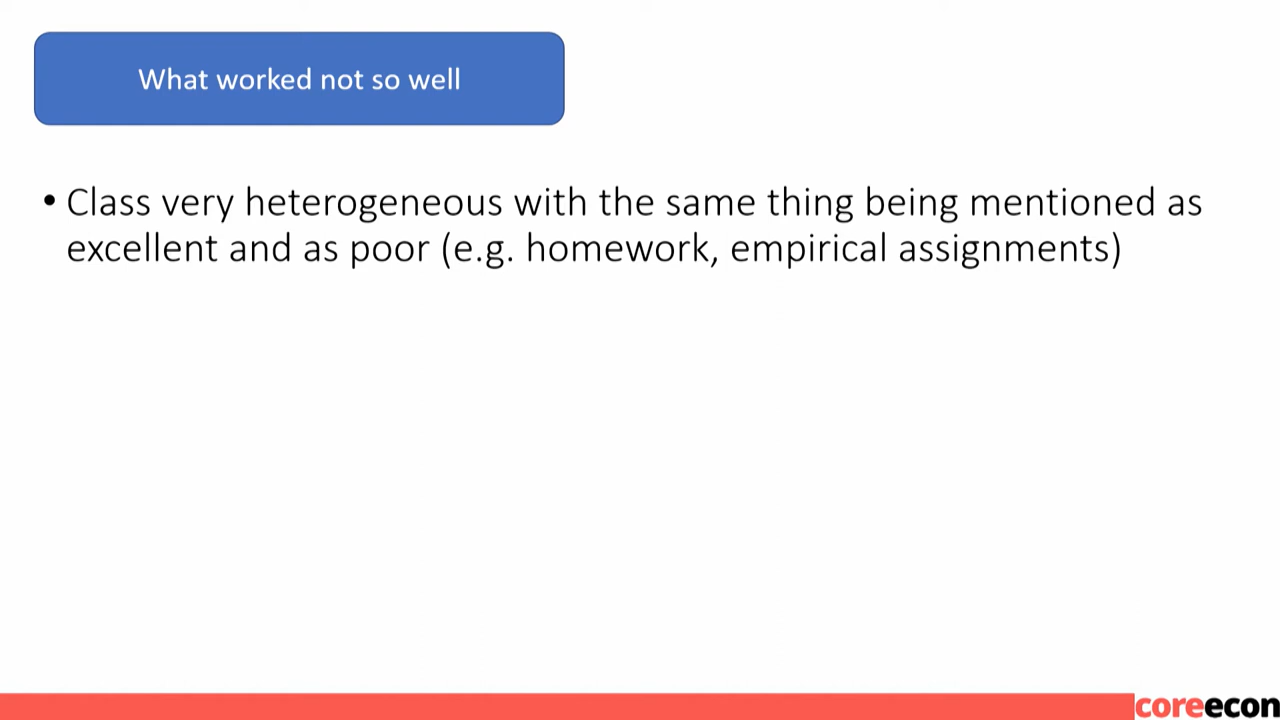 What worked not so well
• Class very heterogeneous with the same thing being mentioned as
excellent and as poor (e.g. homework, empirical assignments)
coreecon